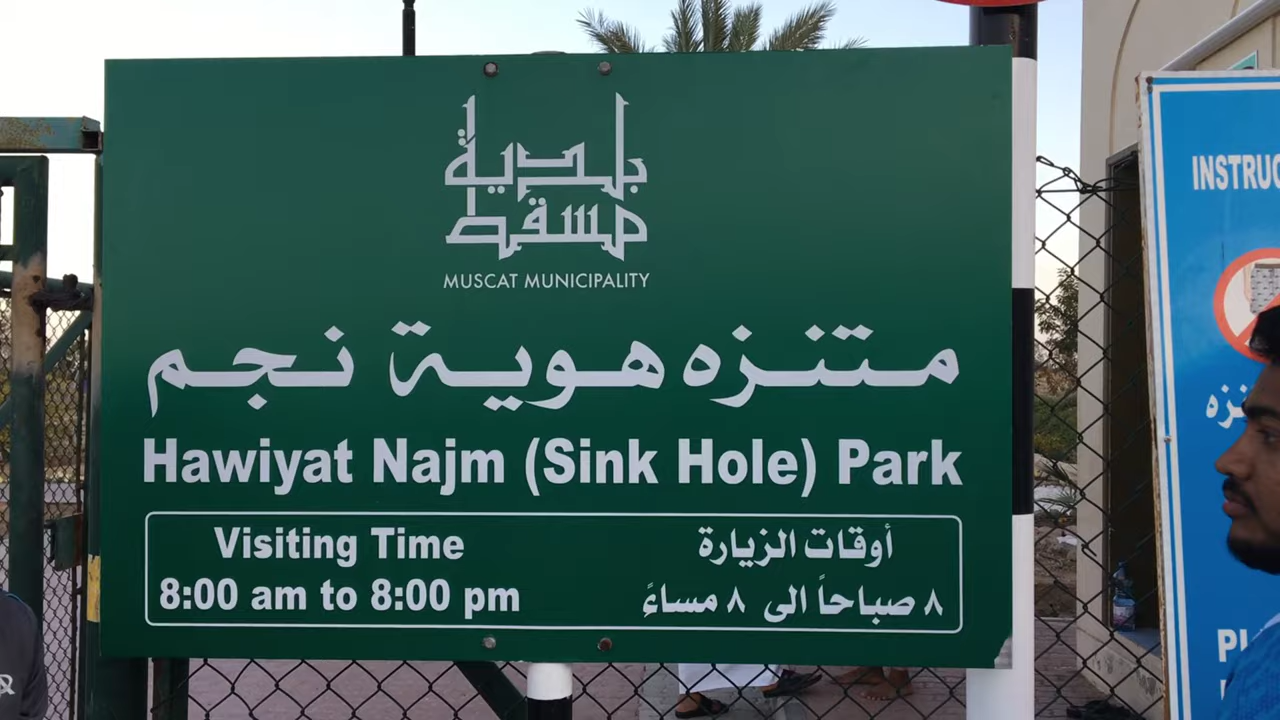 بلدية
مسقط
MUSCAT MUNICIPALITY
متنزه هوية نجم
Hawiyat Najm (Sink Hole) Park
Visiting Time
8:00 am to 8:00 pm
أوقات الزيارة
٨ صباحاً الى ٨ مساءً